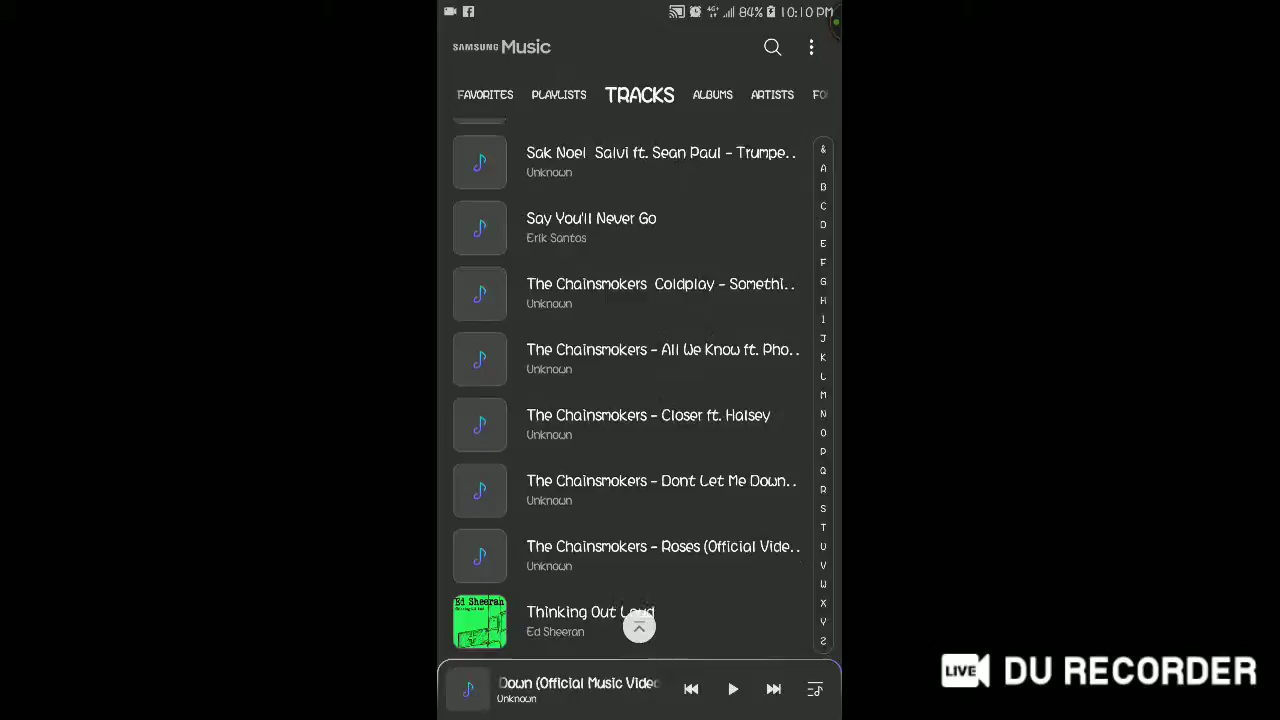 4G+ 84% 10:10 PM
SAMSUNG Music
FAVORITES PLAYLISTS TRACKS ALBUMS ARTISTS FO
Sak Noel Salvi ft. Sean Paul - Trumpe..
Unknown
Say You'll Never Go
Erik Santos
The Chainsmokers Coldplay - Somethi..
Unknown
The Chainsmokers - All We Know ft. Pho..
Unknown
The Chainsmokers - Closer ft. Halsey
Unknown
The Chainsmokers - Dont Let Me Down..
Unknown
The Chainsmokers - Roses (Official Vide..
Unknown
Ed Sheeran
Thinking Out Loud
Ed Sheeran
&
A
B
C
D
E
F
G
H
I
J
K
L
M
N
O
P
Q
R
S
T
U
V
W
X
Y
Z
Down (Official Music Video
Unknown
LIVE DU RECORDER